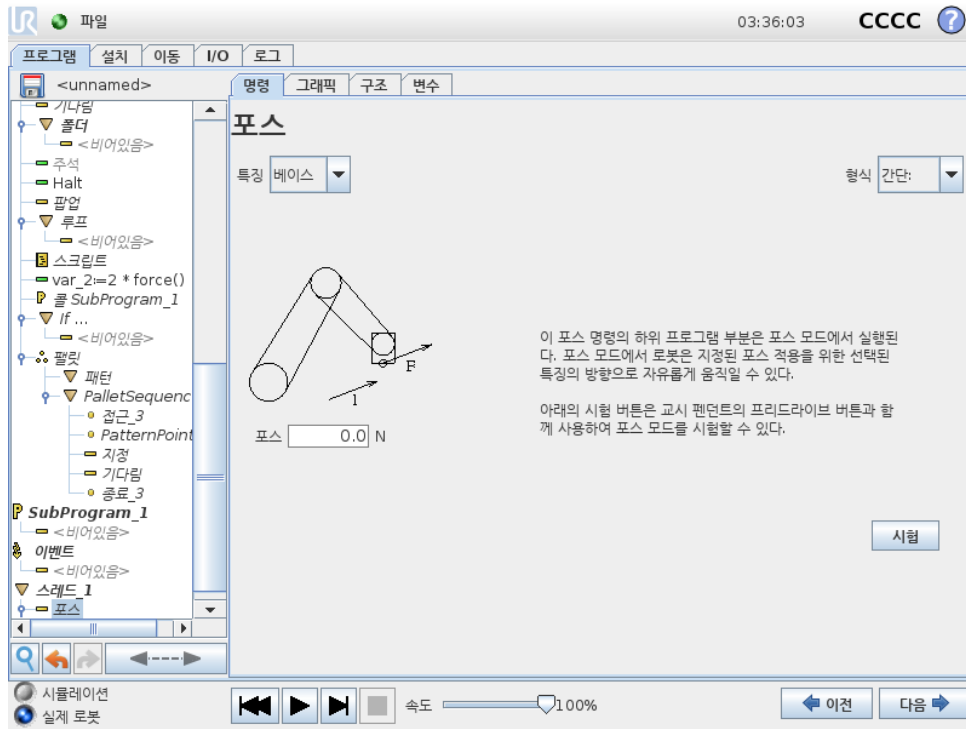 UR 파일 03:36:03 CCCC ?
프로그램 설치 이동 I/O 로그
<unnamed>
명령 그래픽 구조 변수
기다림
폴더
<비어있음>
주석
Halt
팝업
루프
<비어있음>
스크립트
var_2:=2 * force()
콜 SubProgram_1
If ...
<비어있음>
팰릿
패턴
PalletSequenc
접근_3
PatternPoint
지정
기다림
종료_3
SubProgram_1
<비어있음>
이벤트
<비어있음>
스레드_1
포스
포스
특징 베이스
형식 간단:
F
1
포스 0.0 N
이 포스 명령의 하위 프로그램 부분은 포스 모드에서 실행된
다. 포스 모드에서 로봇은 지정된 포스 적용을 위한 선택된
특징의 방향으로 자유롭게 움직일 수 있다.
아래의 시험 버튼은 교시 펜던트의 프리드라이브 버튼과 함
께 사용하여 포스 모드를 시험할 수 있다.
시험
시뮬레이션
실제 로봇
속도 100%
이전 다음